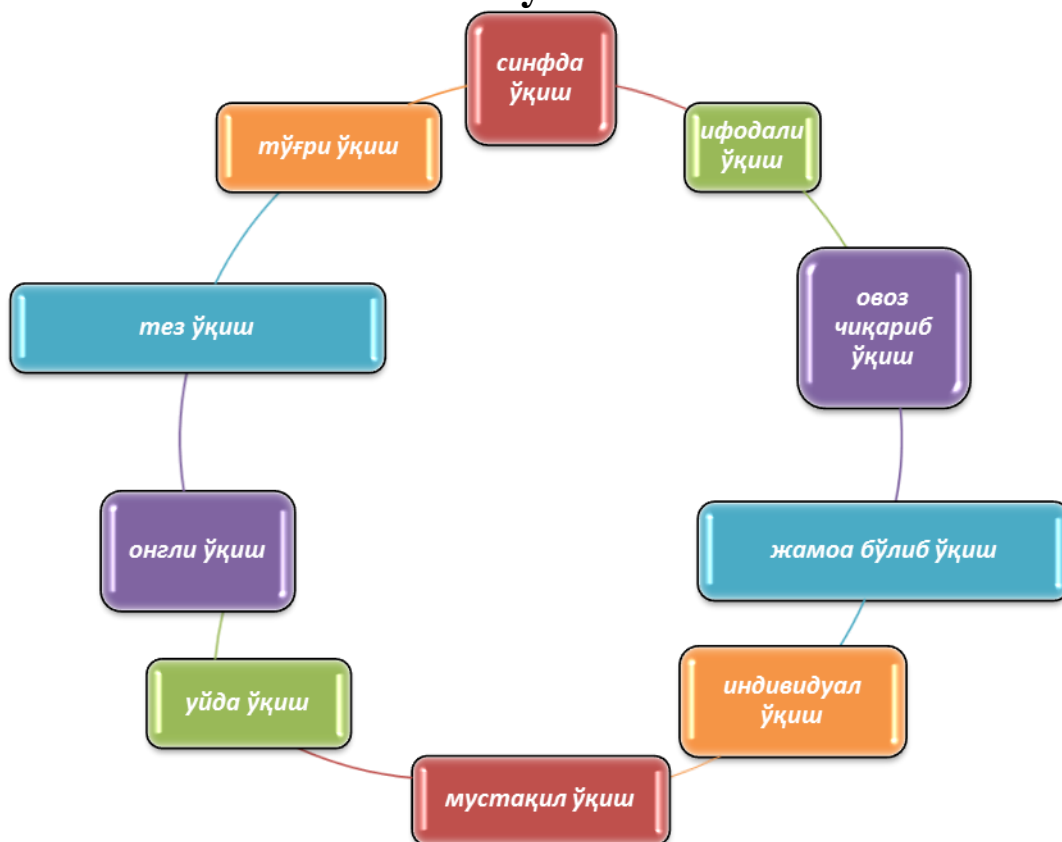 синфда
ўқиш
ифодали
ўқиш
овоз
чиқариб
ўқиш
жамоа бўлиб ўқиш
индивидуал
ўқиш
мустақил ўқиш
уйда ўқиш
онгли ўқиш
тез ўқиш
тўғри ўқиш